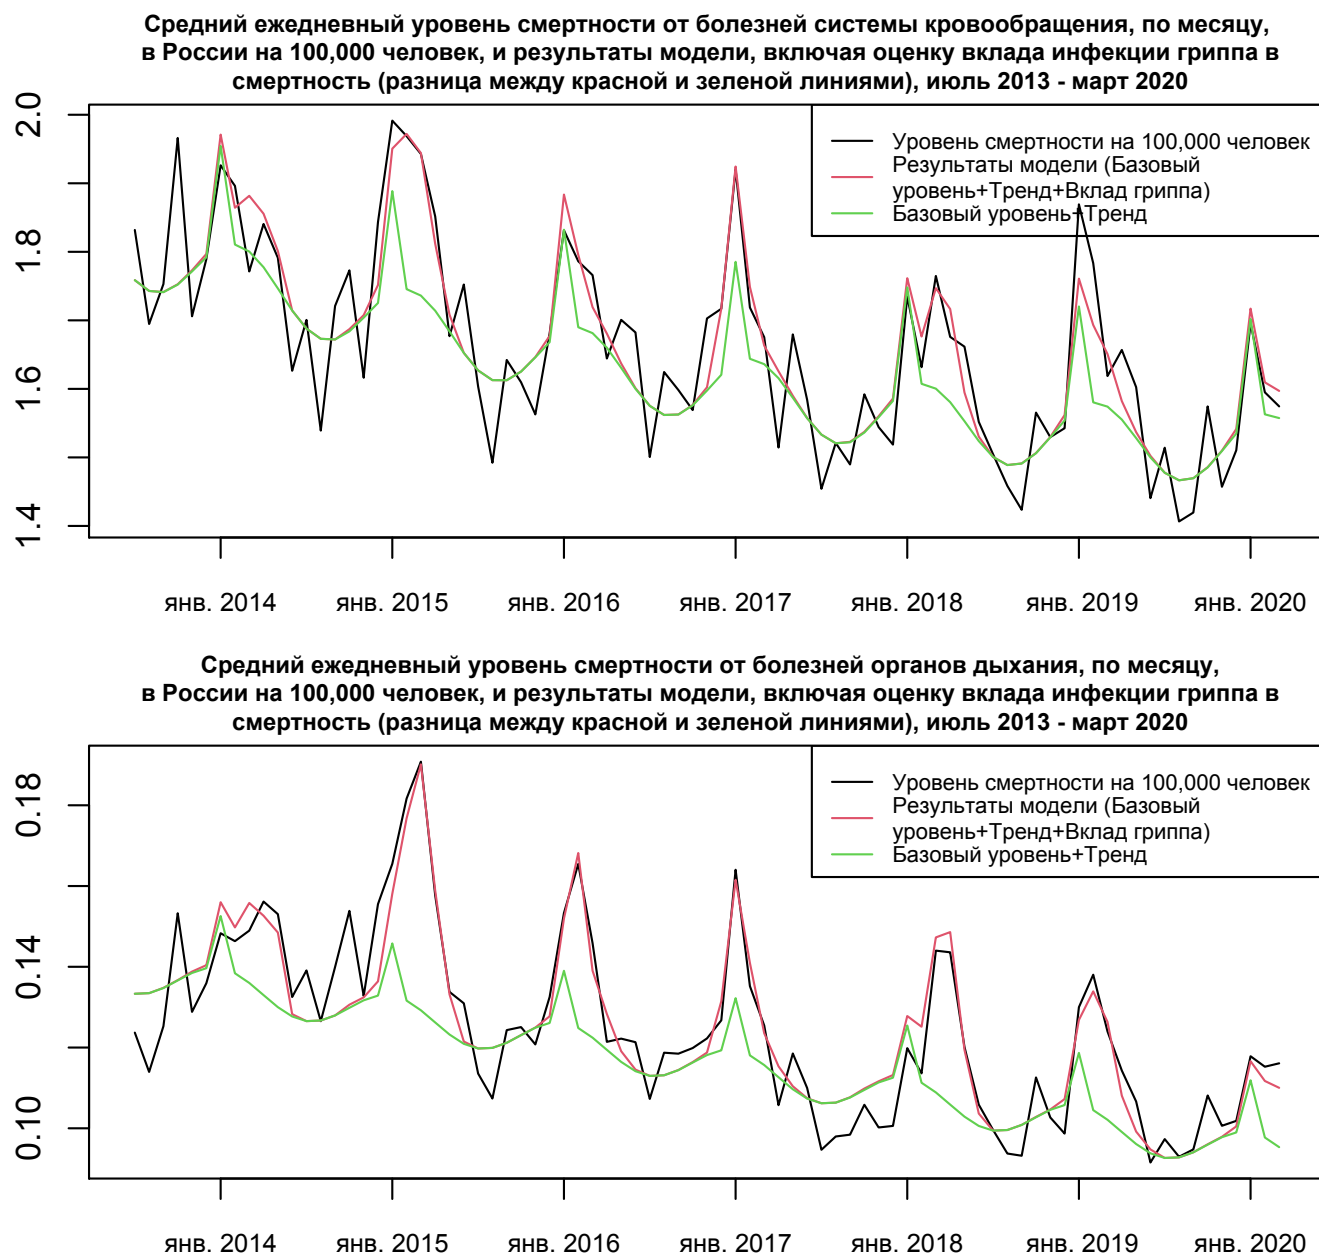 Средний ежедневный уровень смертности от болезней системы кровообращения, по месяцу,
в России на 100,000 человек, и результаты модели, включая оценку вклада инфекции гриппа в
смертность (разница между красной и зеленой линиями), июль 2013 - март 2020
2.0
1.8
1.6
1.4
Уровень смертности на 100,000 человек
Результаты модели (Базовый
уровень+Тренд+Вклад гриппа)
Базовый уровень+Тренд
янв. 2014
янв. 2015
янв. 2016
янв. 2017
янв. 2018
янв. 2019
янв. 2020
Средний ежедневный уровень смертности от болезней органов дыхания, по месяцу,
в России на 100,000 человек, и результаты модели, включая оценку вклада инфекции гриппа в
смертность (разница между красной и зеленой линиями), июль 2013 - март 2020
0.18
0.14
0.10
Уровень смертности на 100,000 человек
Результаты модели (Базовый
уровень+Тренд+Вклад гриппа)
Базовый уровень+Тренд
янв. 2014
янв. 2015
янв. 2016
янв. 2017
янв. 2018
янв. 2019
янв. 2020